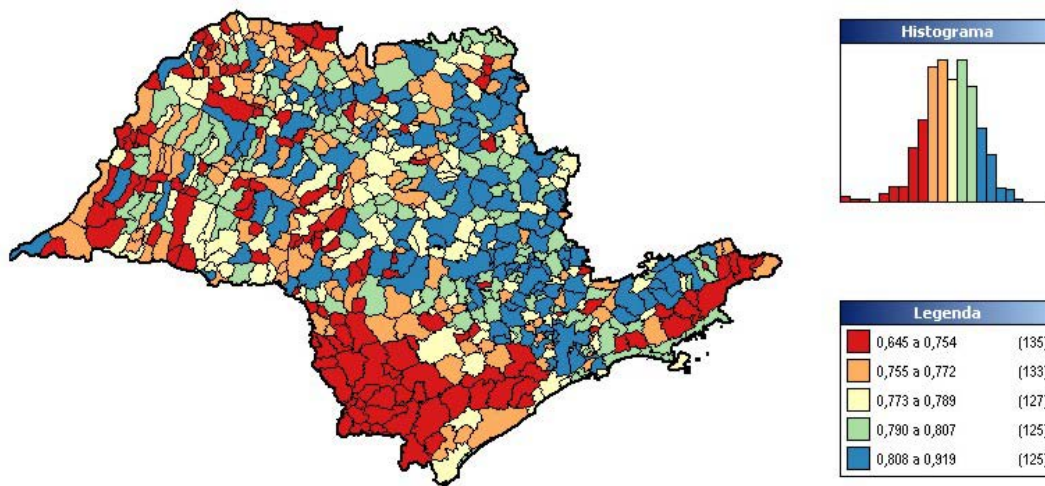 Histograma
Legenda
0,645 a 0,754 (135)
0,755 a 0,772 (133)
0,773 a 0,789 (127)
0,790 a 0,807 (125)
0,808 a 0,919 (125)